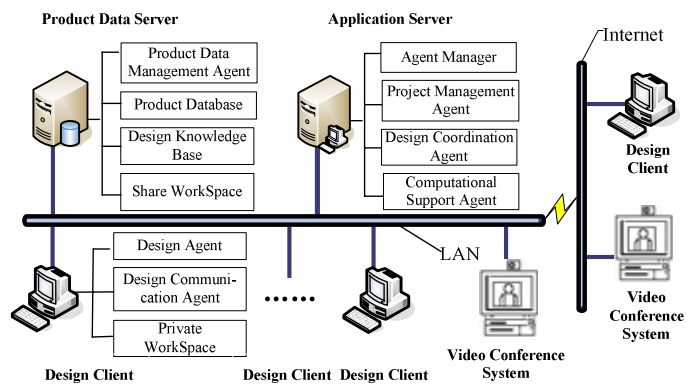 Product Data Server
Application Server
Internet
Product Data
Management Agent
Product Database
Design Knowledge
Base
Share WorkSpace
Agent Manager
Project Management
Agent
Design Coordination
Agent
Computational
Support Agent
Design
Client
LAN
Design Agent
Design Communi-
cation Agent
Private
WorkSpace
Design Client
......
Design Client
Design Client
Video Conference
System
Video
Conference
System